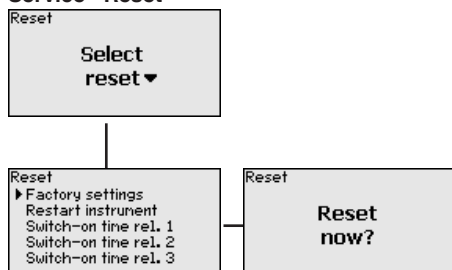 Service - Reset
Reset
Select
reset▼
Reset
▶Factory settings
Restart instrument
Switch-on time rel. 1
Switch-on time rel. 2
Switch-on time rel. 3
Reset
Reset
now?